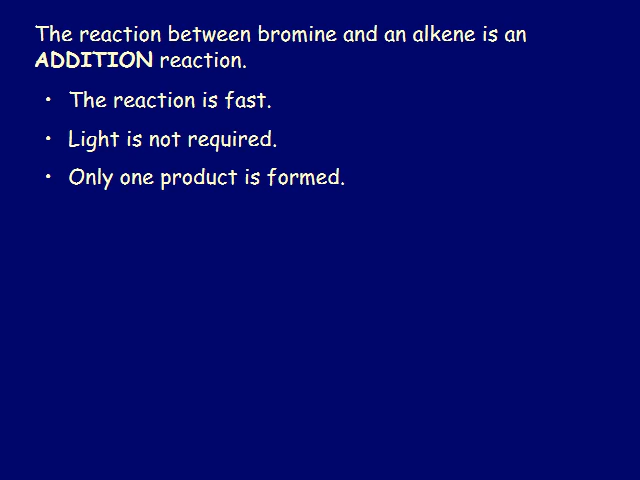 The reaction between bromine and an alkene is an
ADDITION reaction.
• The reaction is fast.
• Light is not required.
• Only one product is formed.